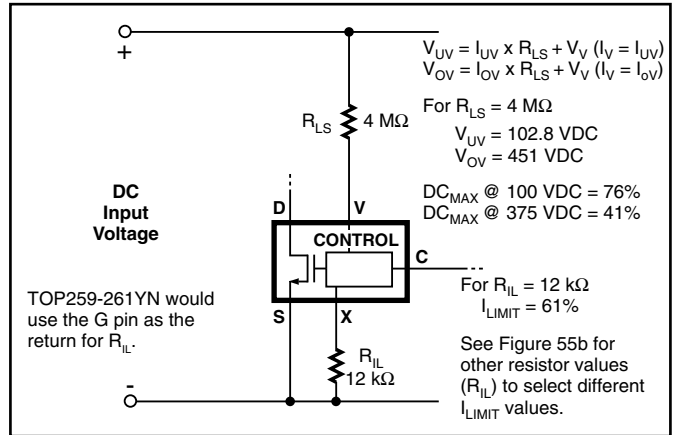 +
V_UV = I_UV x R_LS + V_V (I_V = I_UV)
V_OV = I_OV x R_LS + V_V (I_V = I_oV)
For R_LS = 4 MΩ
V_UV = 102.8 VDC
V_OV = 451 VDC
DC_MAX @ 100 VDC = 76%
DC_MAX @ 375 VDC = 41%
R_LS 4 MΩ
DC
Input
Voltage
D V
CONTROL
C
S X
TOP259-261YN would
use the G pin as the
return for R_IL.
For R_IL = 12 kΩ
I_LIMIT = 61%
See Figure 55b for
other resistor values
(R_IL) to select different
I_LIMIT values.
R_IL
12 kΩ
-